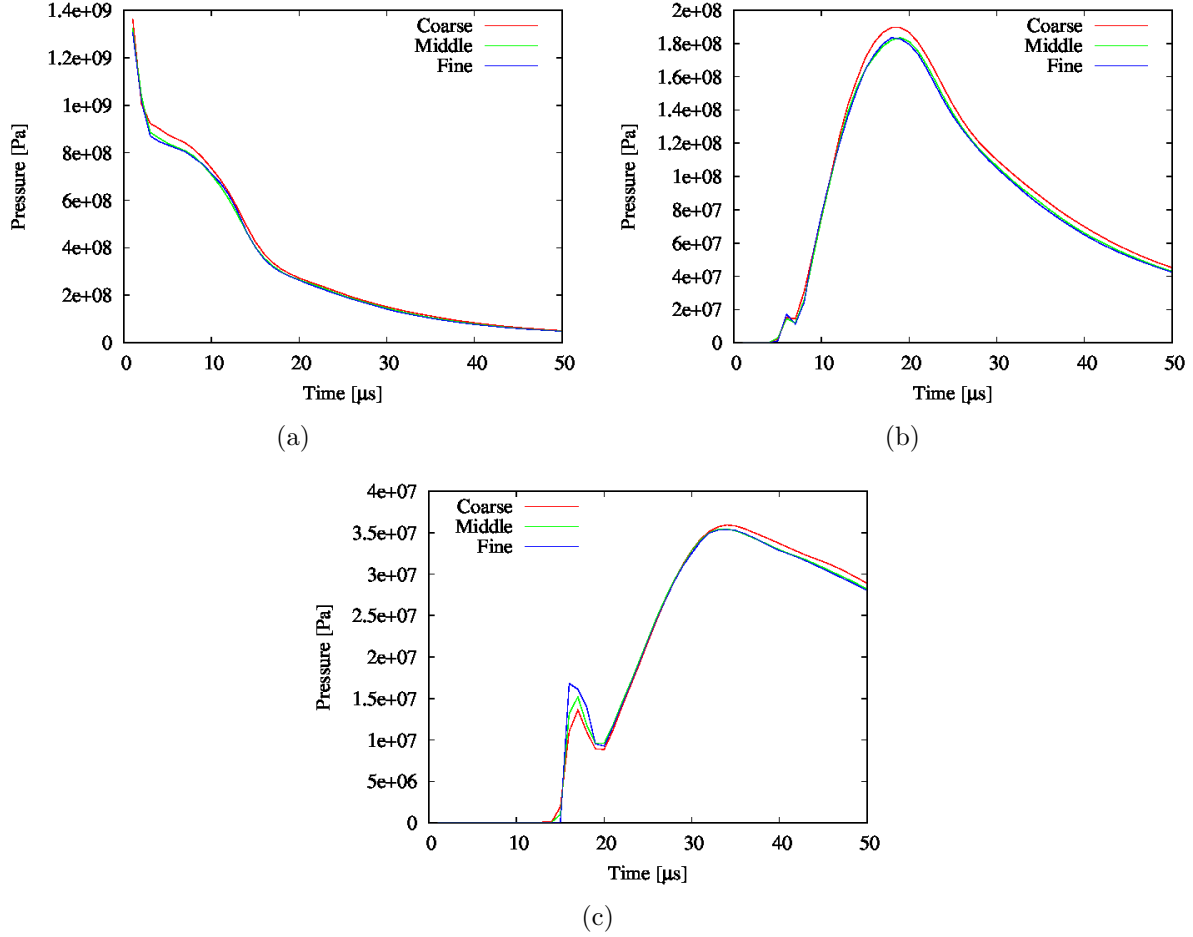 1.4e+09
1.2e+09
1e+09
8e+08
6e+08
4e+08
2e+08
0
0 10 20 30 40 50
Pressure [Pa]
Time [µs]
Coarse
Middle
Fine
(a)
2e+08
1.8e+08
1.6e+08
1.4e+08
1.2e+08
1e+08
8e+07
6e+07
4e+07
2e+07
0
0 10 20 30 40 50
Pressure [Pa]
Time [µs]
Coarse
Middle
Fine
(b)
4e+07
3.5e+07
3e+07
2.5e+07
2e+07
1.5e+07
1e+07
5e+06
0
0 10 20 30 40 50
Pressure [Pa]
Time [µs]
Coarse
Middle
Fine
(c)